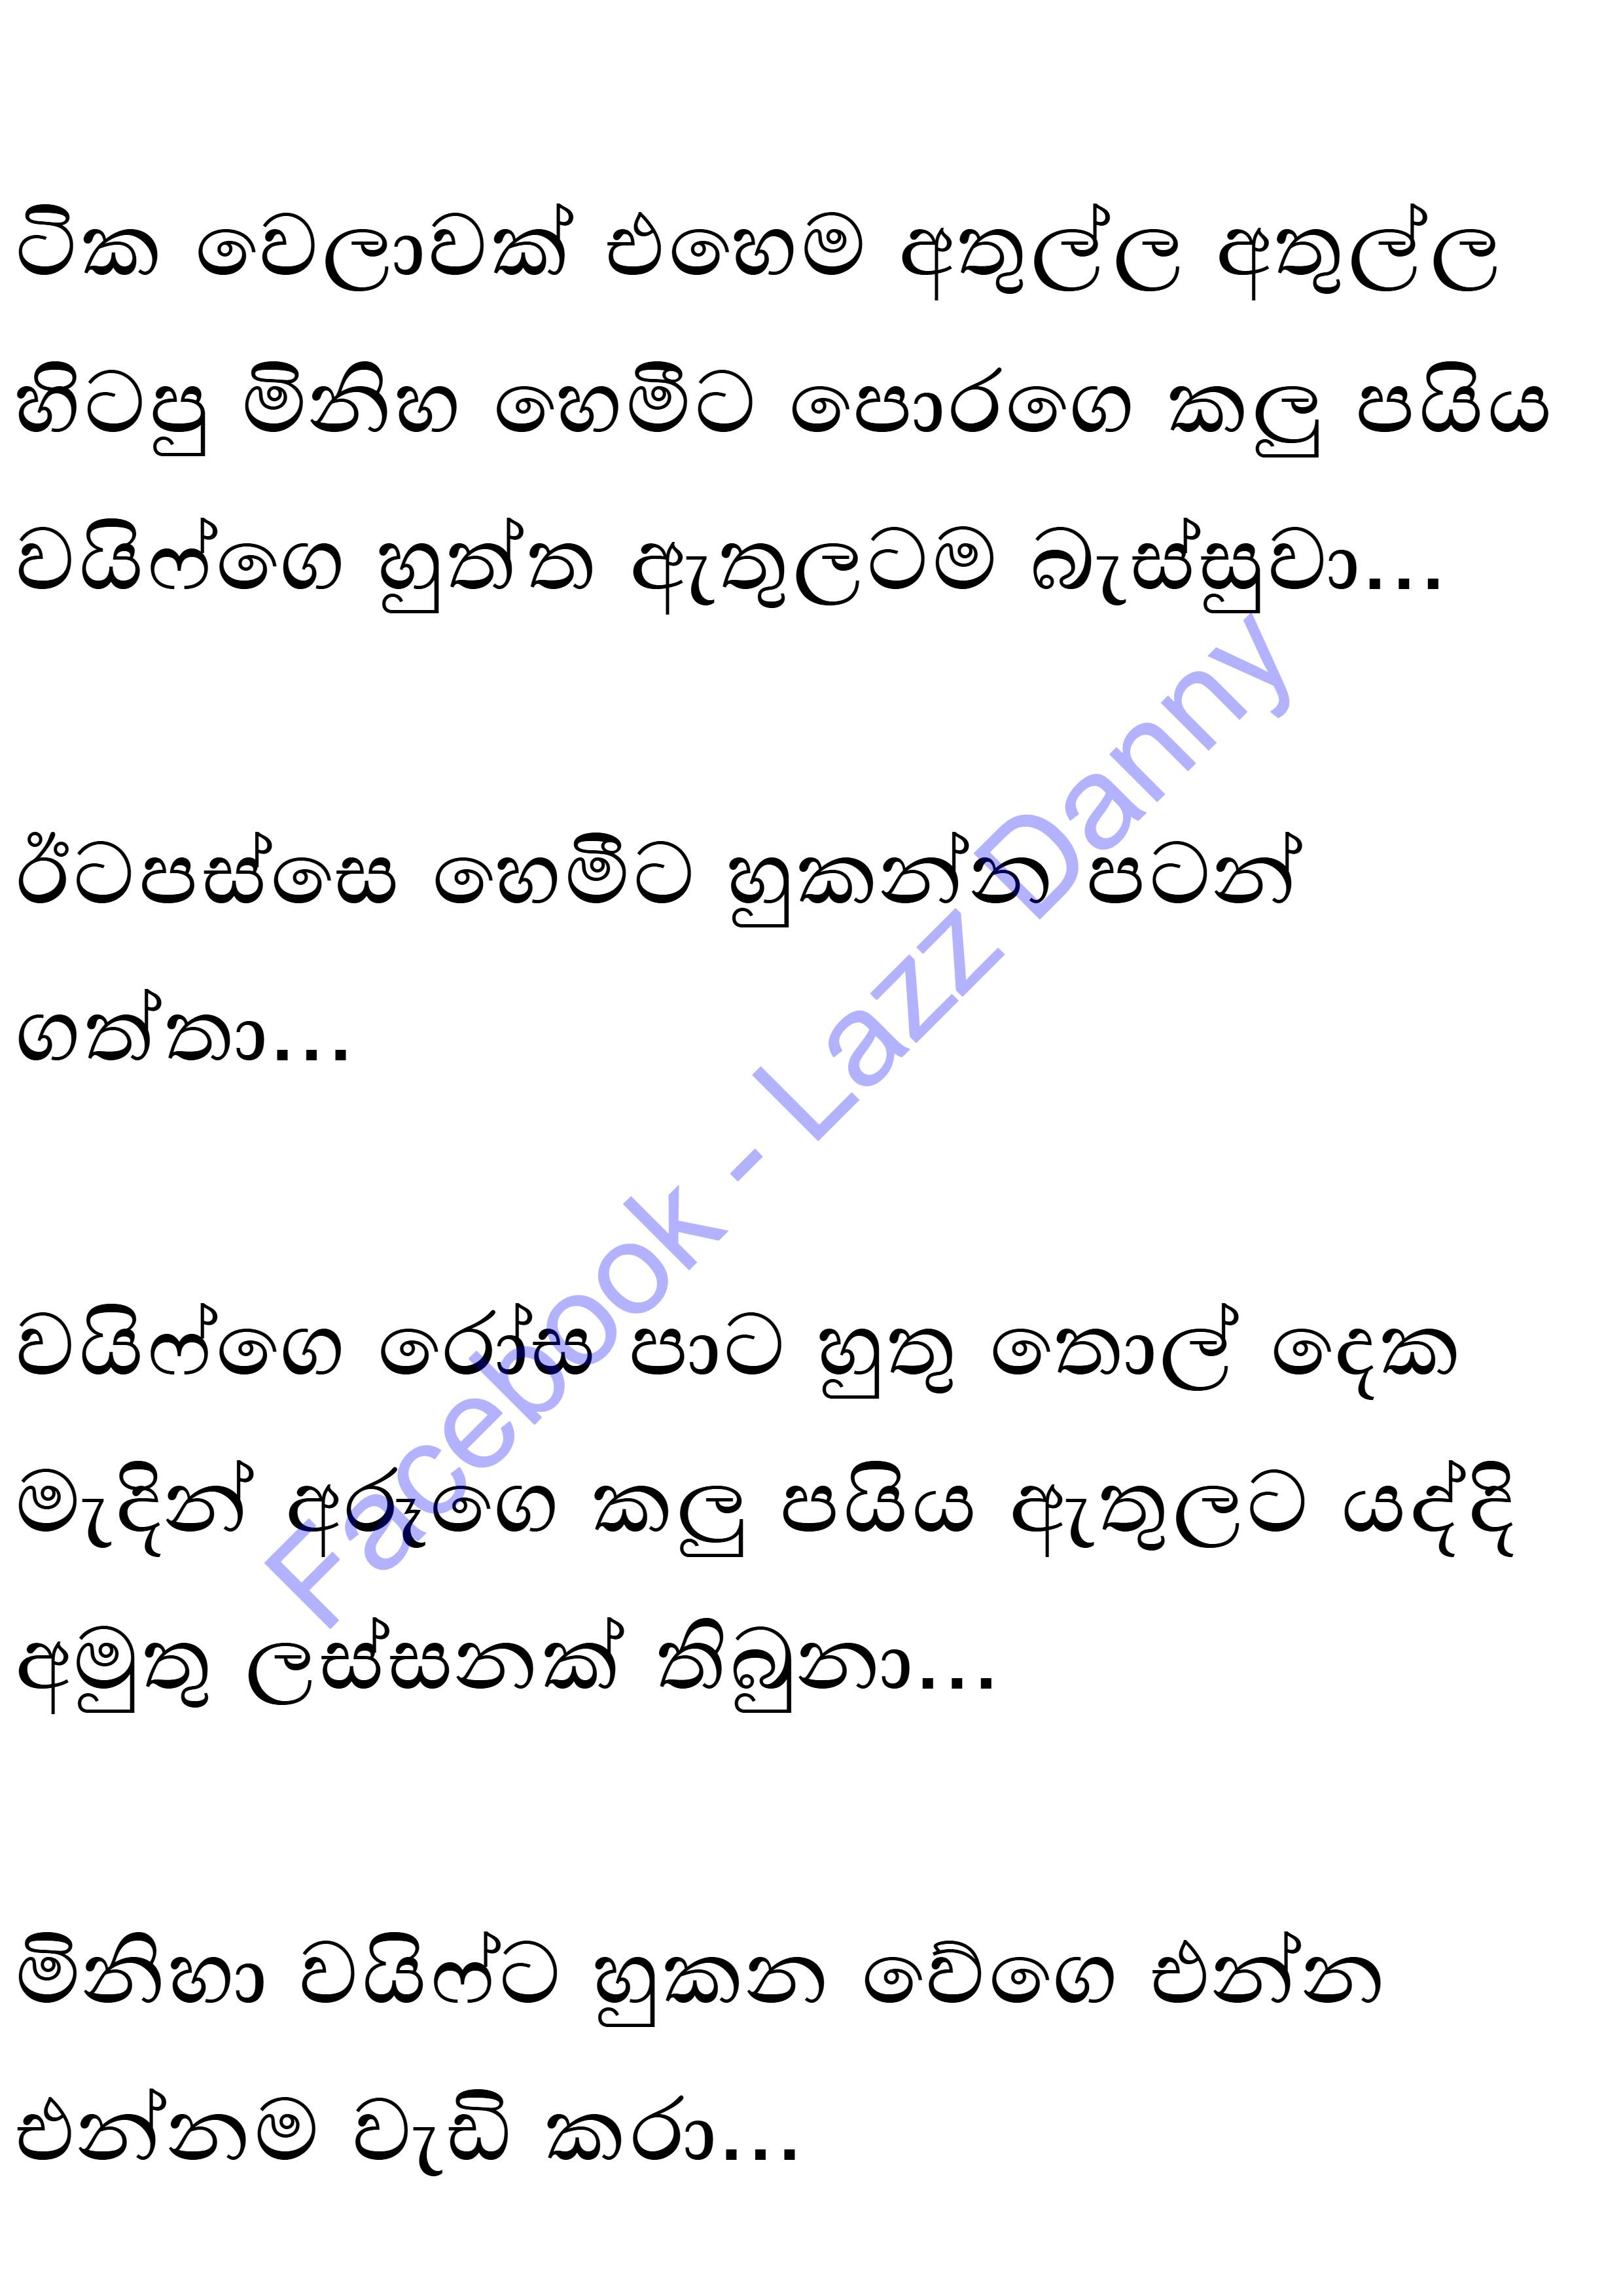 ටික වෙලාවක් එහෙම අතුල්ල අතුල්ල
හිටපු මිනිහ හෙමීට පොරගෙ කලු පයිය
වයිෆ්ගෙ හුත්ත ඇතුලටම බැස්සුවා...
ඊටපස්සෙ හෙමීට හුකන්න පටන්
ගත්තා...
වයිෆ්ගෙ රෝස පාට හුතු තොල් දෙක
මැදින් අරූගෙ කලු පයිය ඇතුලට යද්දි
අමුතු ලස්සනක් තිබුනා...
මිනිහා වයිෆ්ට හුකන වේගෙ එන්න
එන්නම වැඩි කරා...
Facebook - Lazz Danny